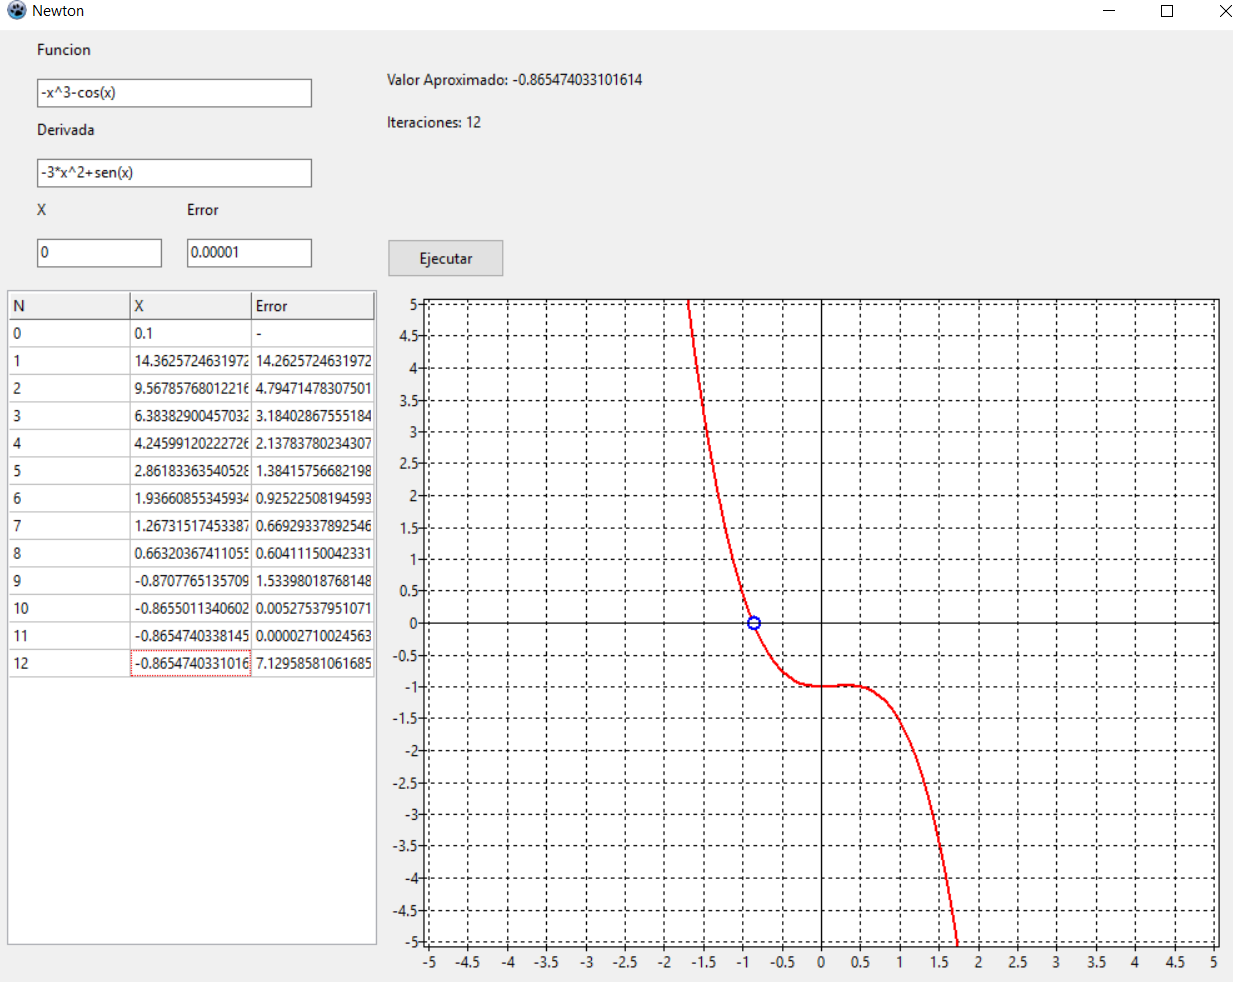 Newton
Funcion
-x^3-cos(x)
Valor Aproximado: -0.865474033101614
Derivada
Iteraciones: 12
-3*x^2+sen(x)
X Error
0 0.00001
Ejecutar
N X Error
0 0.1 -
1 14.3625724631972 14.2625724631972
2 9.56785768012216 4.79471478307501
3 6.38382900457032 3.18402867555184
4 4.24599120222726 2.13783780234307
5 2.86183363540528 1.38415756682198
6 1.93660855345934 0.92522508194593
7 1.26731517453387 0.66929337892546
8 0.66320367411055 0.60411150042331
9 -0.8707765135709 1.53398018768148
10 -0.8655011340602 0.00527537951071
11 -0.8654740338145 0.00002710024563
12 -0.8654740331016 7.12958581061685
5
4.5
4
3.5
3
2.5
2
1.5
1
0.5
0
-0.5
-1
-1.5
-2
-2.5
-3
-3.5
-4
-4.5
-5
-5 -4.5 -4 -3.5 -3 -2.5 -2 -1.5 -1 -0.5 0 0.5 1 1.5 2 2.5 3 3.5 4 4.5 5